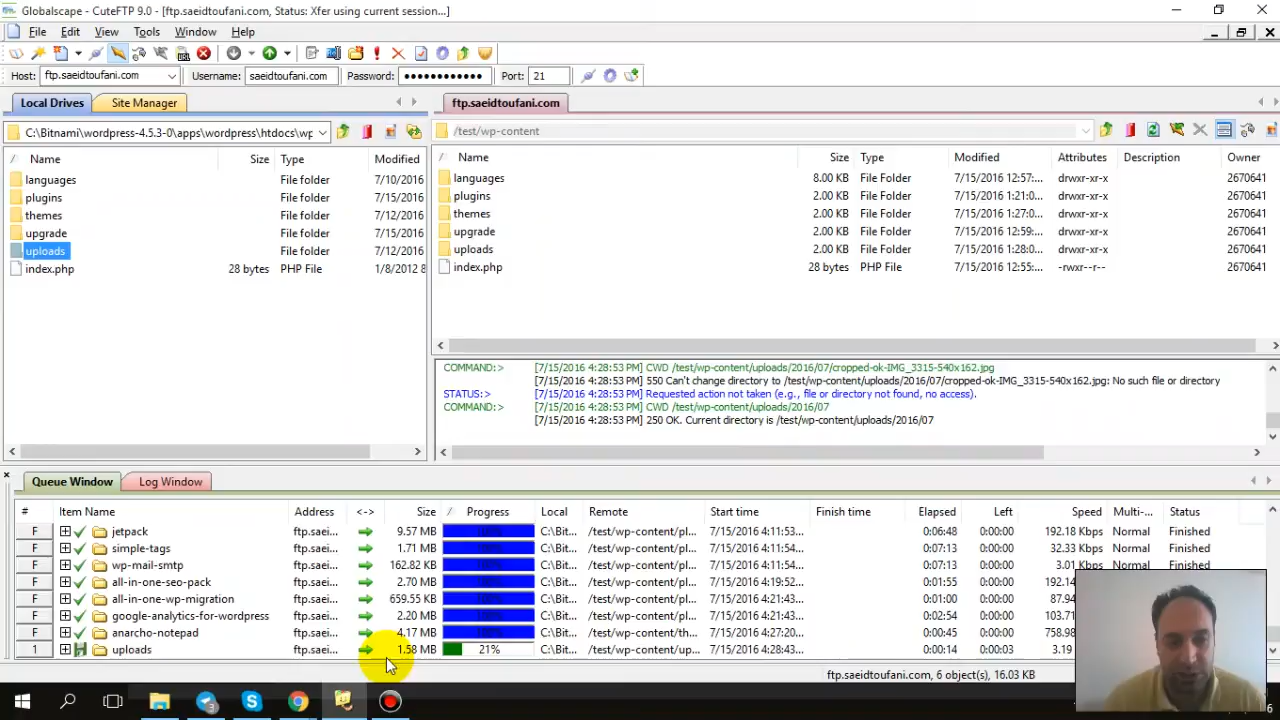 Globalscape - CuteFTP 9.0 - [ftp.saeidtoufani.com, Status: Xfer using current session...]
File Edit View Tools Window Help
Host: ftp.saeidtoufani.com Username: saeidtoufani.com Password: ●●●●●●●●●●●● Port: 21
Local Drives Site Manager
C:\Bitnami\wordpress-4.5.3-0\apps\wordpress\htdocs\wp
/ Name Size Type Modified
languages File folder 7/10/2016
plugins File folder 7/15/2016
themes File folder 7/12/2016
upgrade File folder 7/15/2016
uploads File folder 7/12/2016
index.php 28 bytes PHP File 1/8/2012 8
ftp.saeidtoufani.com
/test/wp-content
/ Name Size Type Modified Attributes Description Owner
languages 8.00 KB File Folder 7/15/2016 12:57:... drwxr-xr-x 2670641
plugins 2.00 KB File Folder 7/15/2016 1:21:0... drwxr-xr-x 2670641
themes 2.00 KB File Folder 7/15/2016 1:27:0... drwxr-xr-x 2670641
upgrade 2.00 KB File Folder 7/15/2016 12:59:... drwxr-xr-x 2670641
uploads 2.00 KB File Folder 7/15/2016 1:28:0... drwxr-xr-x 2670641
index.php 28 bytes PHP File 7/15/2016 12:55:... -rwxr--r-- 2670641
COMMAND:> [7/15/2016 4:28:53 PM] CWD /test/wp-content/uploads/2016/07/cropped-ok-IMG_3315-540x162.jpg
[7/15/2016 4:28:53 PM] 550 Can't change directory to /test/wp-content/uploads/2016/07/cropped-ok-IMG_3315-540x162.jpg: No such file or directory
STATUS:> [7/15/2016 4:28:53 PM] Requested action not taken (e.g., file or directory not found, no access).
COMMAND:> [7/15/2016 4:28:53 PM] CWD /test/wp-content/uploads/2016/07
[7/15/2016 4:28:53 PM] 250 OK. Current directory is /test/wp-content/uploads/2016/07
Queue Window Log Window
# Item Name Address <-> Size / Progress Local Remote Start time Finish time Elapsed Left Speed Multi-... Status
F jetpack ftp.saei... 9.57 MB 100% C:\Bit... /test/wp-content/pl... 7/15/2016 4:11:53... 0:06:48 0:00:00 192.18 Kbps Normal Finished
F simple-tags ftp.saei... 1.71 MB 100% C:\Bit... /test/wp-content/pl... 7/15/2016 4:11:54... 0:07:13 0:00:00 32.33 Kbps Normal Finished
F wp-mail-smtp ftp.saei... 162.82 KB 100% C:\Bit... /test/wp-content/pl... 7/15/2016 4:11:54... 0:07:13 0:00:00 3.01 Kbps Normal Finished
F all-in-one-seo-pack ftp.saei... 2.70 MB 100% C:\Bit... /test/wp-content/pl... 7/15/2016 4:19:52... 0:01:55 0:00:00
F all-in-one-wp-migration ftp.saei... 659.55 KB 100% C:\Bit... /test/wp-content/pl... 7/15/2016 4:21:43... 0:01:00 0:00:00
F google-analytics-for-wordpress ftp.saei... 2.20 MB 100% C:\Bit... /test/wp-content/pl... 7/15/2016 4:21:43... 0:02:54 0:00:00
F anarcho-notepad ftp.saei... 4.17 MB 100% C:\Bit... /test/wp-content/th... 7/15/2016 4:27:20... 0:00:45 0:00:00
1 uploads ftp.saei... 1.58 MB 21% C:\Bit... /test/wp-content/up... 7/15/2016 4:28:43... 0:00:14 0:00:03 3.19
ftp.saeidtoufani.com, 6 object(s), 16.03 KB
3